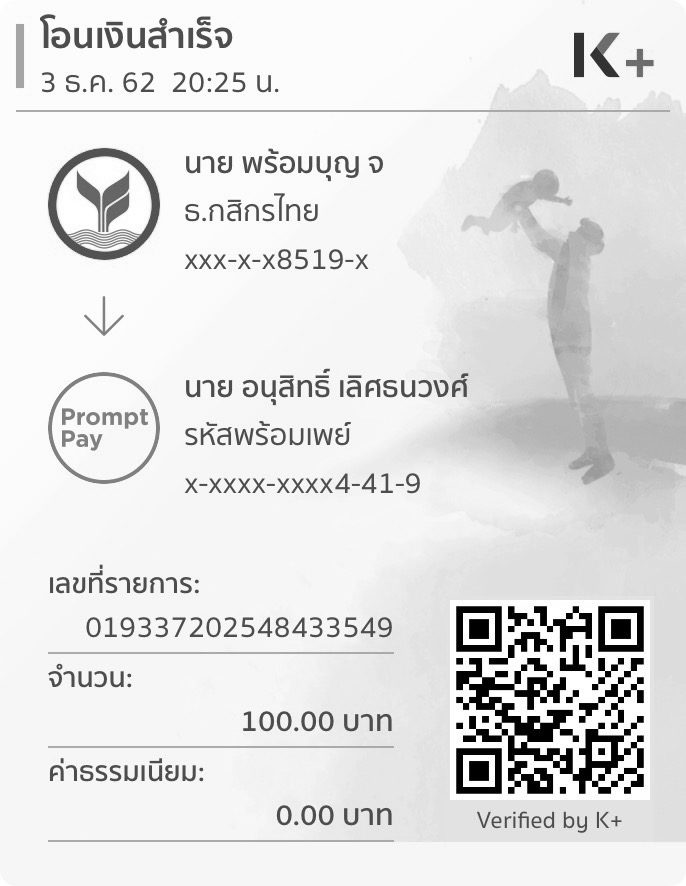 โอนเงินสำเร็จ
3 ธ.ค. 62 20:25 น.
K+
นาย พร้อมบุญ จ
ธ.กสิกรไทย
xxx-x-x8519-x
Prompt
Pay
นาย อนุสิทธิ์ เลิศธนวงศ์
รหัสพร้อมเพย์
x-xxxx-xxxx4-41-9
เลขที่รายการ:
019337202548433549
จำนวน:
100.00 บาท
ค่าธรรมเนียม:
0.00 บาท
Verified by K+